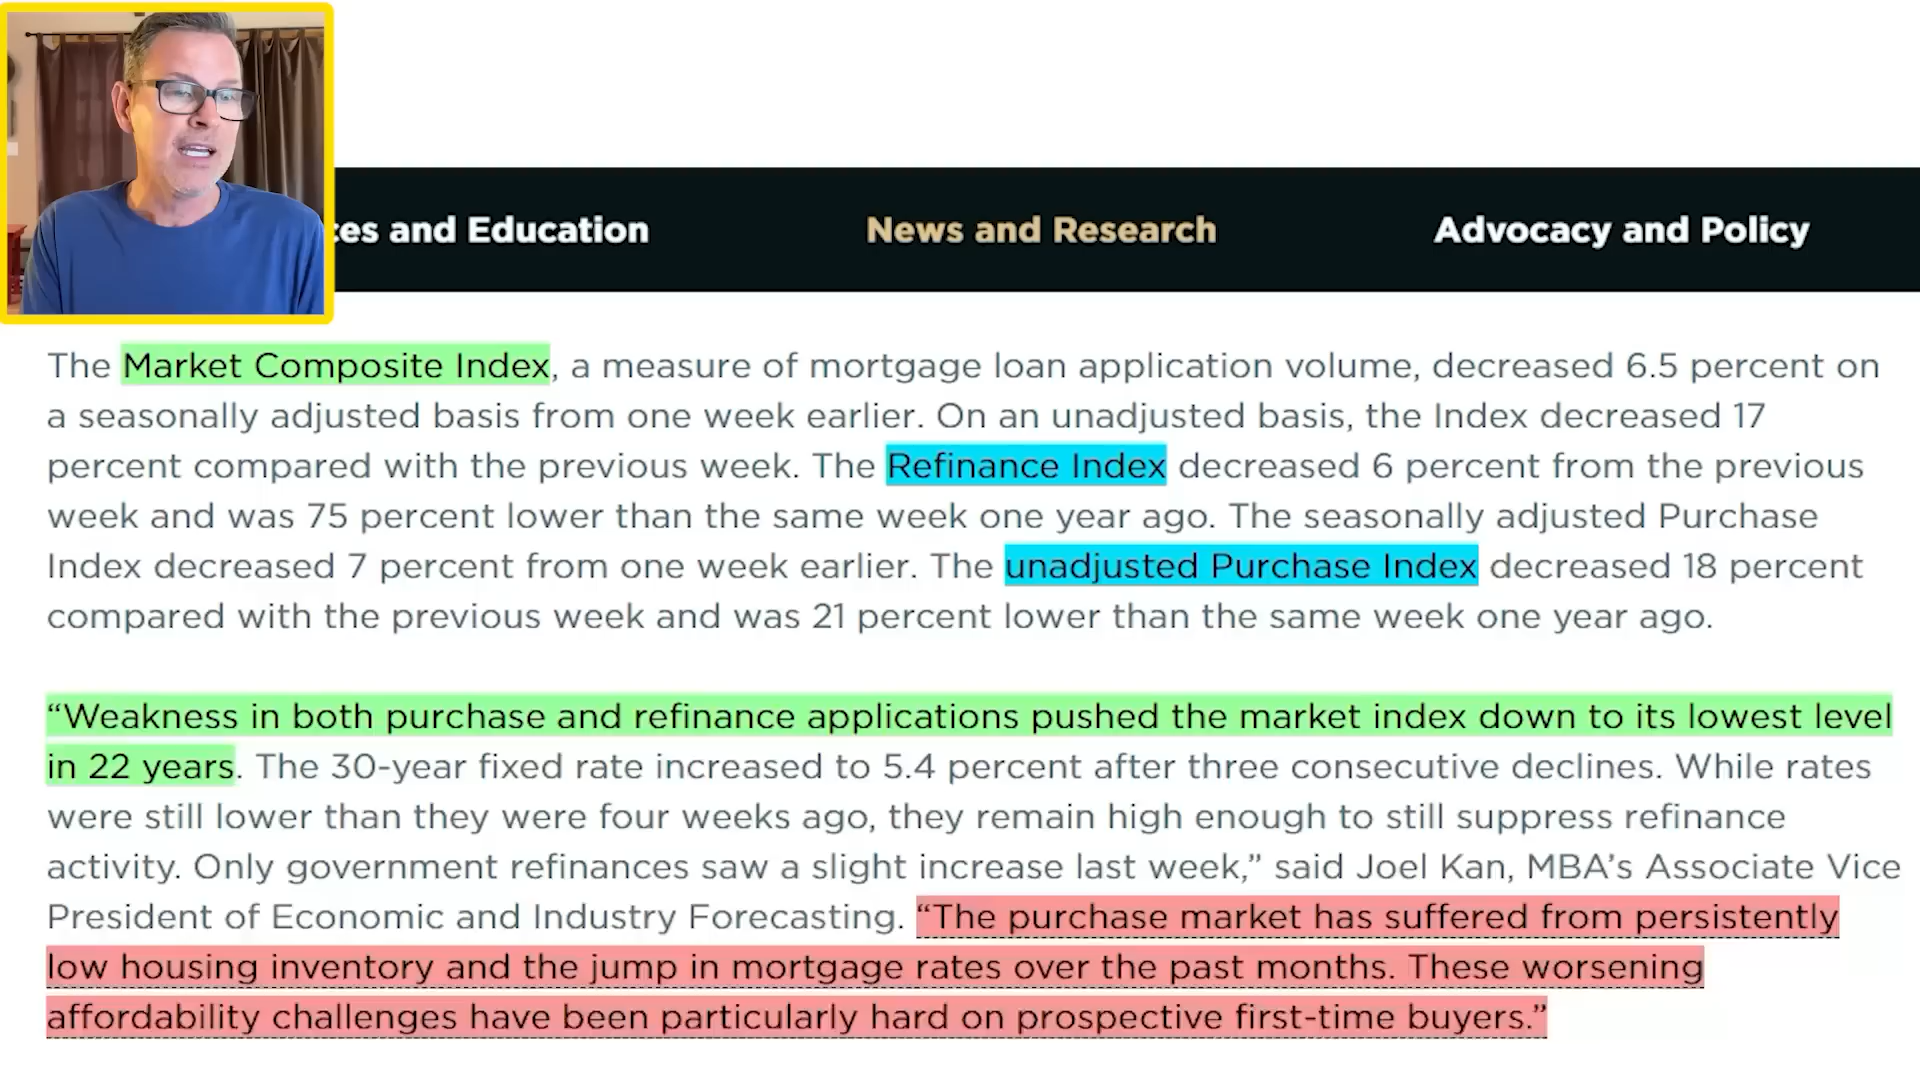 ces and Education
News and Research
Advocacy and Policy
The Market Composite Index, a measure of mortgage loan application volume, decreased 6.5 percent on
a seasonally adjusted basis from one week earlier. On an unadjusted basis, the Index decreased 17
percent compared with the previous week. The Refinance Index decreased 6 percent from the previous
week and was 75 percent lower than the same week one year ago. The seasonally adjusted Purchase
Index decreased 7 percent from one week earlier. The unadjusted Purchase Index decreased 18 percent
compared with the previous week and was 21 percent lower than the same week one year ago.
“Weakness in both purchase and refinance applications pushed the market index down to its lowest level
in 22 years. The 30-year fixed rate increased to 5.4 percent after three consecutive declines. While rates
were still lower than they were four weeks ago, they remain high enough to still suppress refinance
activity. Only government refinances saw a slight increase last week,” said Joel Kan, MBA’s Associate Vice
President of Economic and Industry Forecasting. “The purchase market has suffered from persistently
low housing inventory and the jump in mortgage rates over the past months. These worsening
affordability challenges have been particularly hard on prospective first-time buyers.”